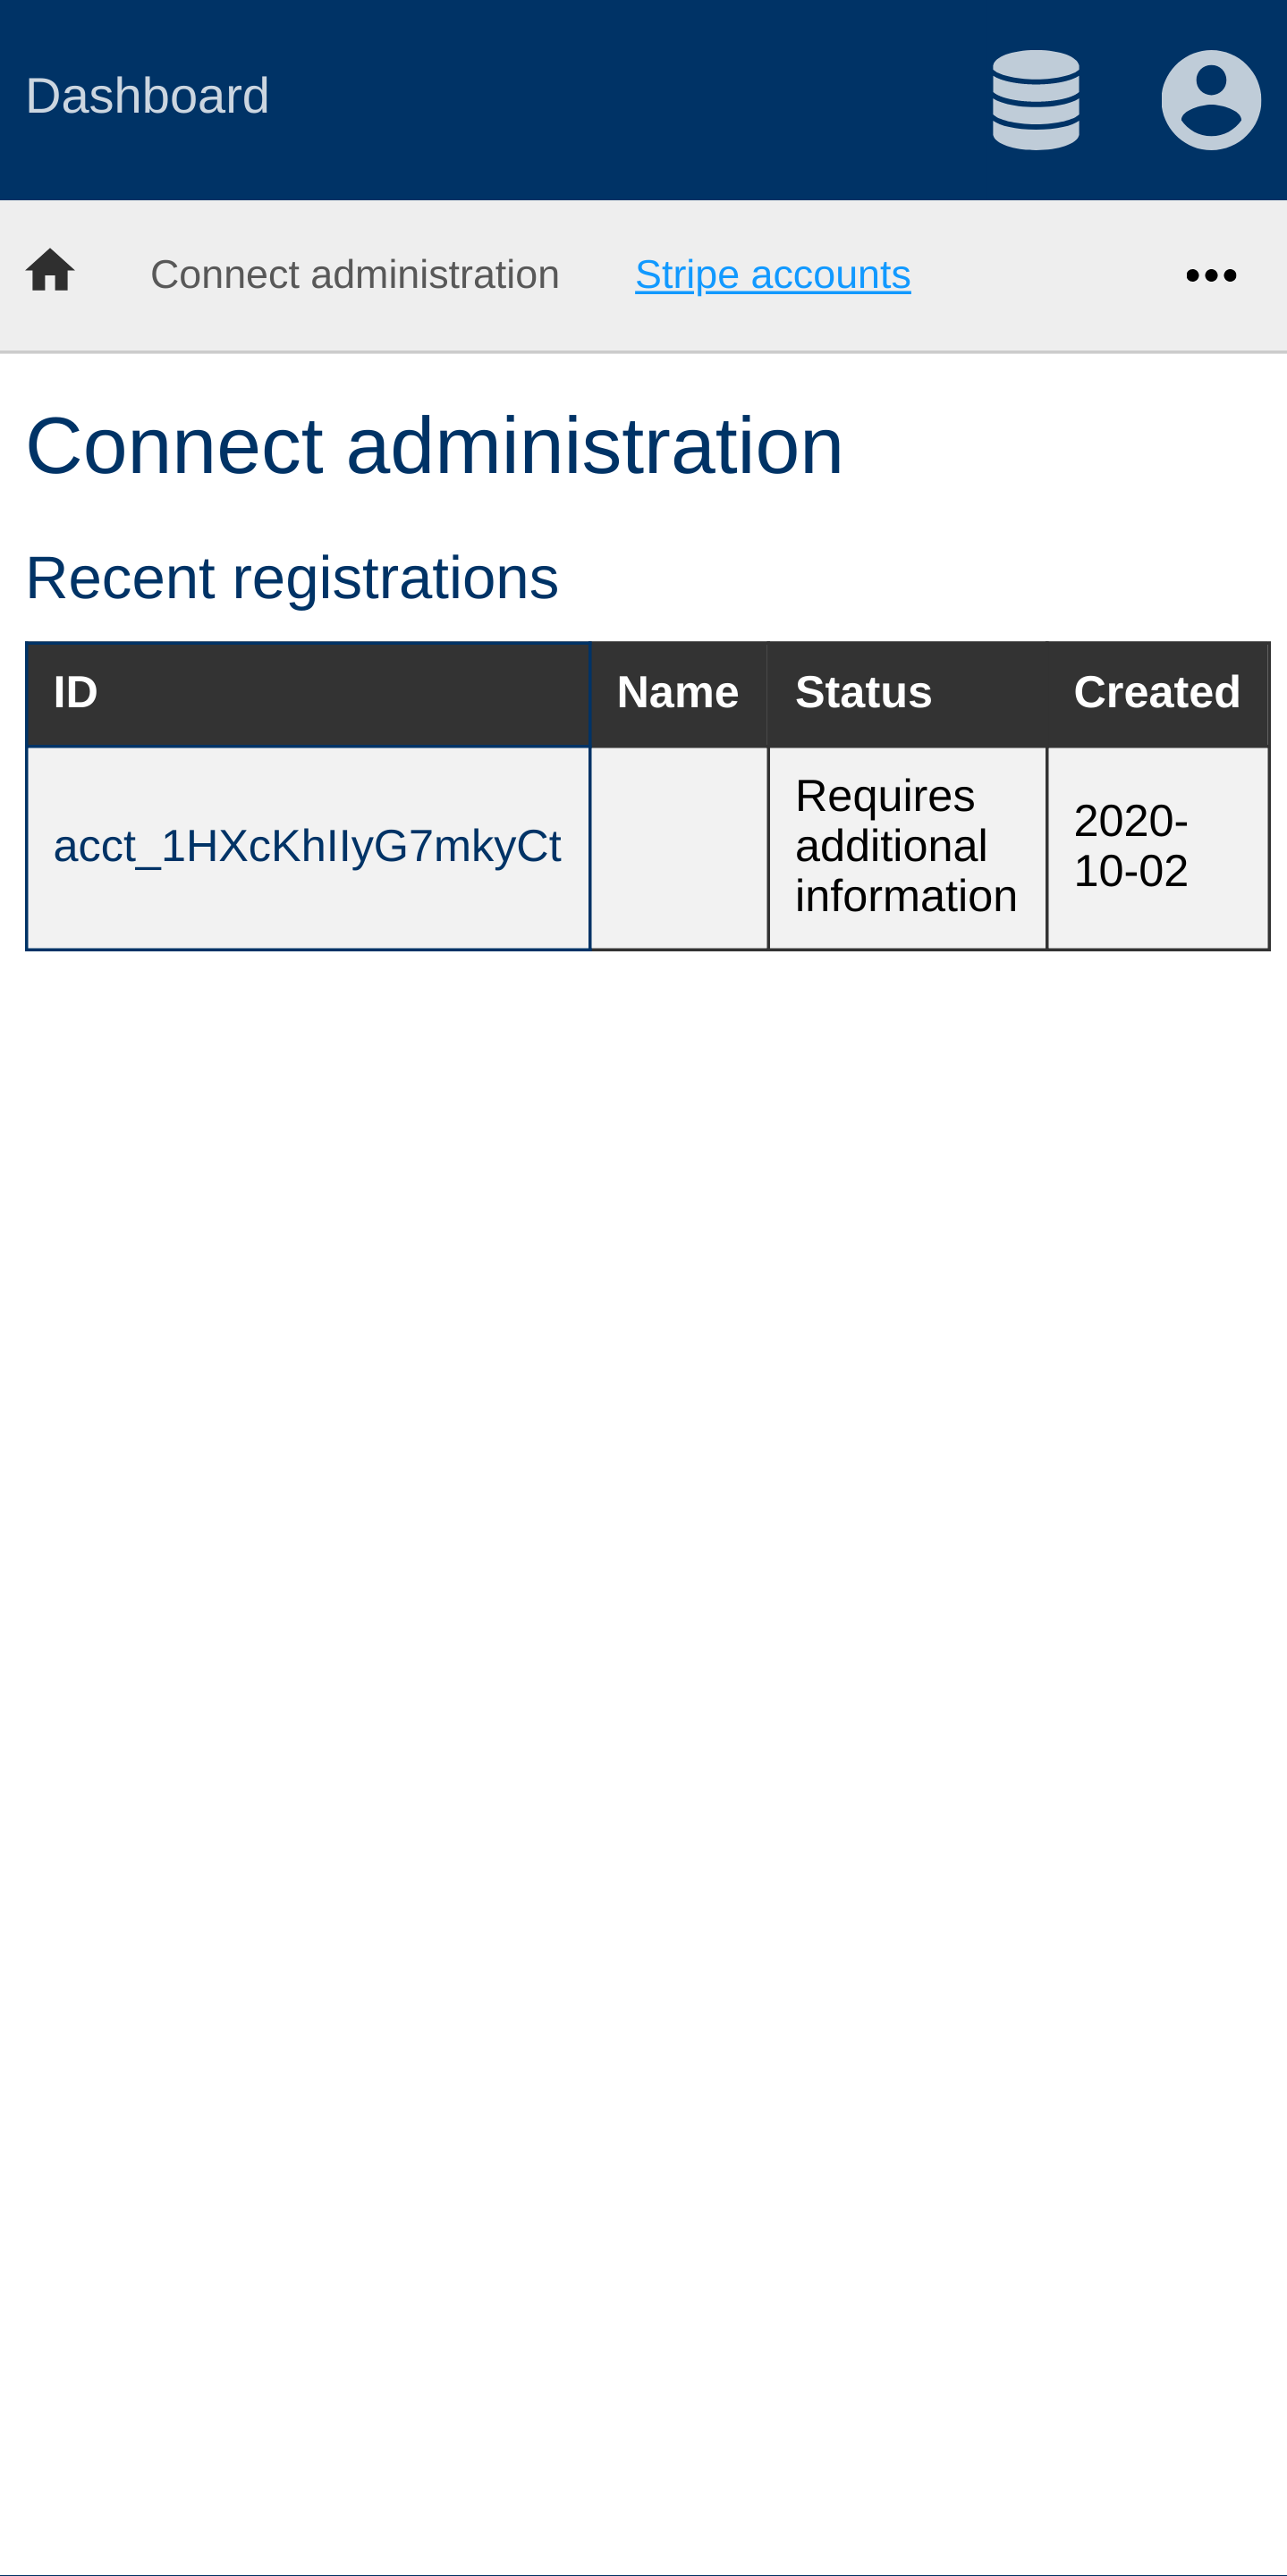 Dashboard
Connect administration Stripe accounts
Connect administration
Recent registrations
ID Name Status Created
acct_1HXcKhIIyG7mkyCt
Requires
additional
information
2020-
10-02